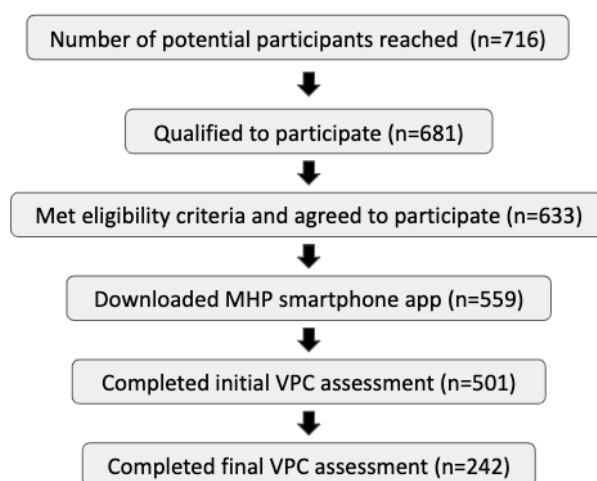 Number of potential participants reached (n=716)
Qualified to participate (n=681)
Met eligibility criteria and agreed to participate (n=633)
Downloaded MHP smartphone app (n=559)
Completed initial VPC assessment (n=501)
Completed final VPC assessment (n=242)